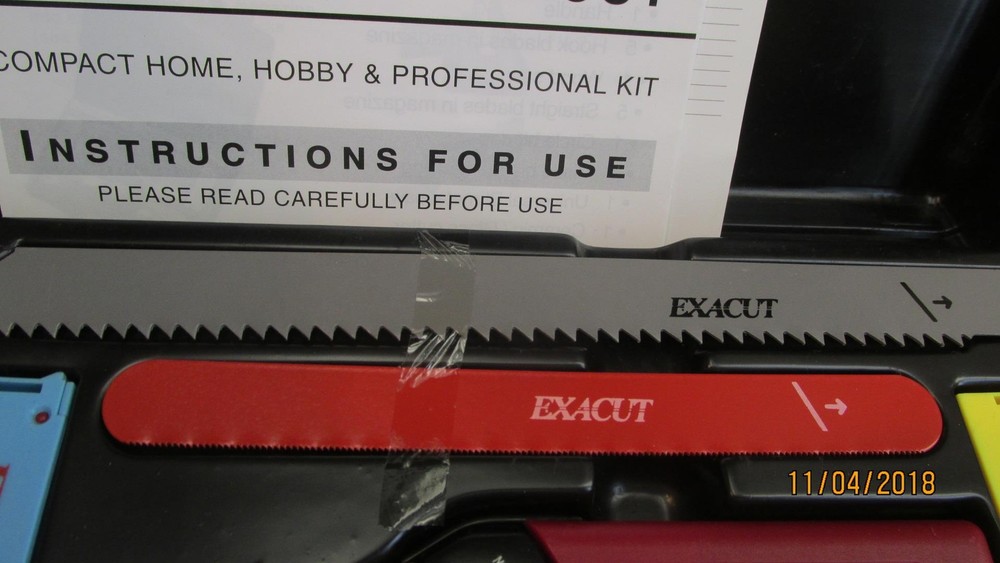 COMPACT HOME, HOBBY & PROFESSIONAL KIT
INSTRUCTIONS FOR USE
PLEASE READ CAREFULLY BEFORE USE
EXACUT
EXACUT
11/04/2018